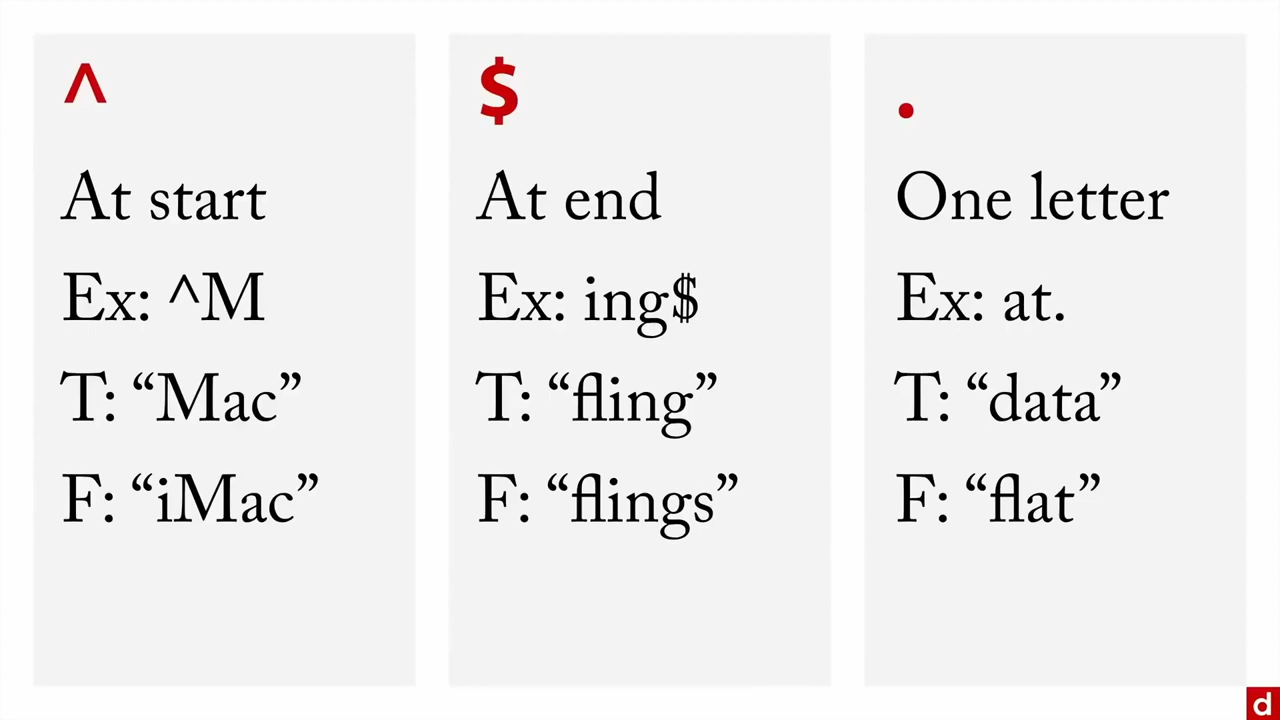 ^
At start
Ex: ^M
T: “Mac”
F: “iMac”
$
At end
Ex: ing$
T: “fling”
F: “flings”
.
One letter
Ex: at.
T: “data”
F: “flat”
d